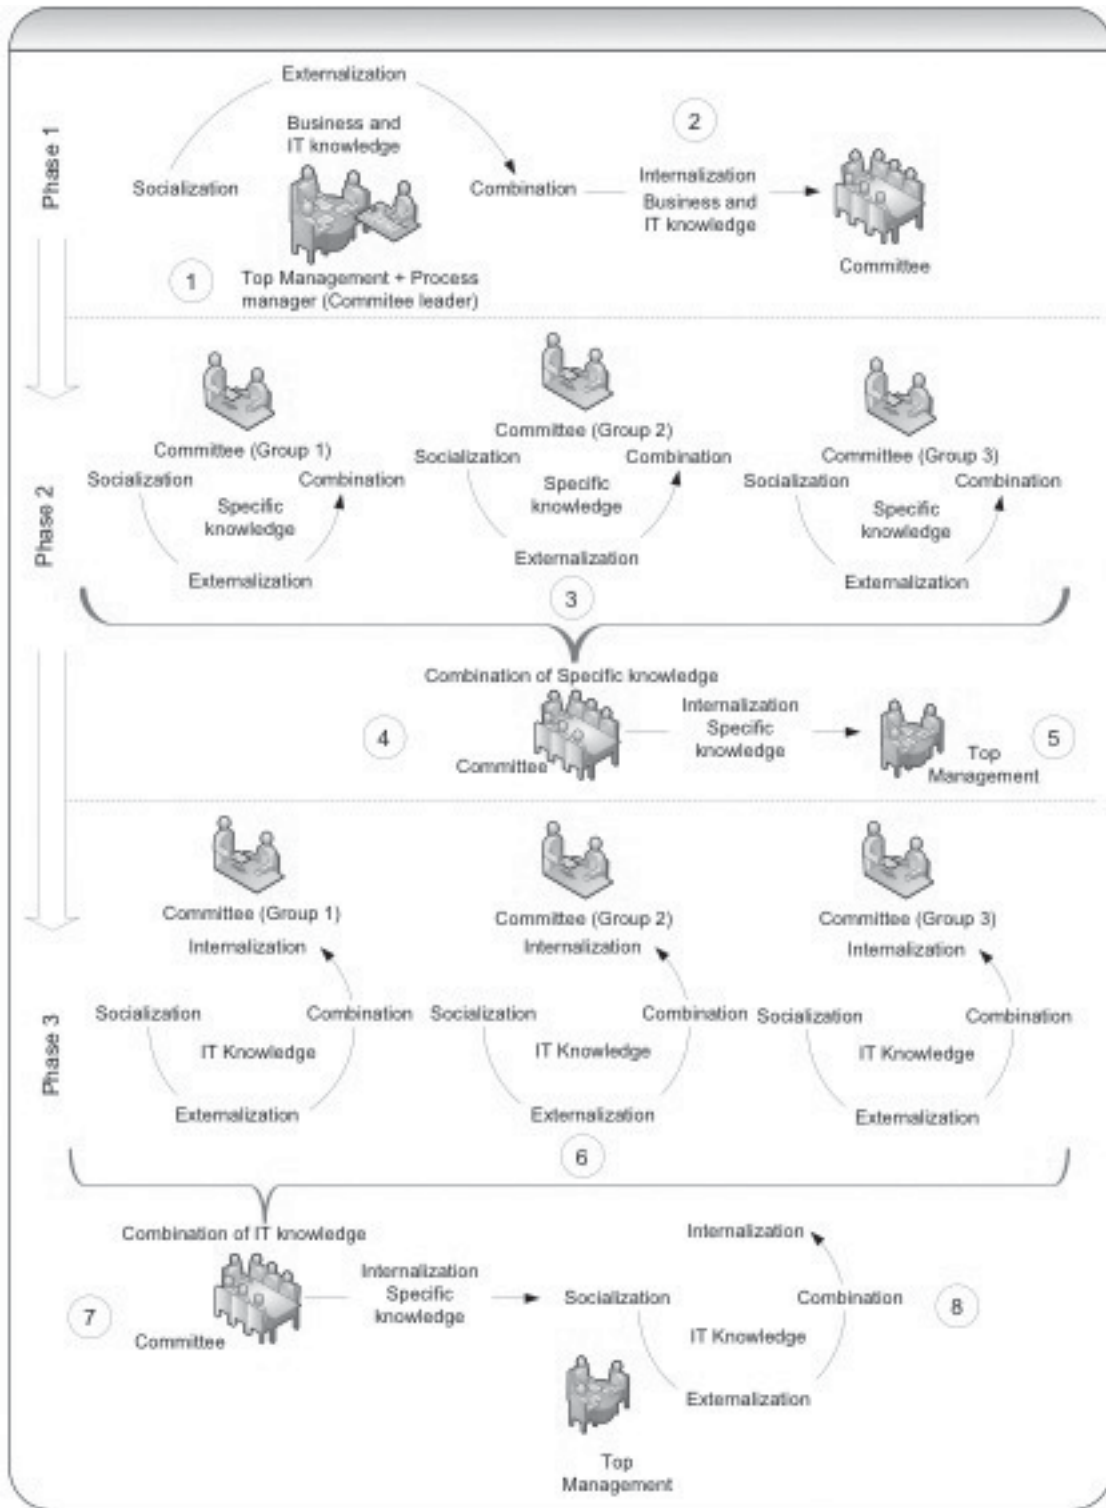 Phase 1
Externalization
Business and
IT knowledge
Socialization
Combination
2
Internalization
Business and
IT knowledge
Committee
1
Top Management + Process
manager (Commitee leader)
Phase 2
Committee (Group 1)
Socialization
Combination
Specific
knowledge
Externalization
Committee (Group 2)
Socialization
Combination
Specific
knowledge
Externalization
Committee (Group 3)
Socialization
Combination
Specific
knowledge
Externalization
3
Combination of Specific knowledge
4
Committee
Internalization
Specific
knowledge
Top
Management
5
Phase 3
Committee (Group 1)
Internalization
Socialization
Combination
IT Knowledge
Externalization
Committee (Group 2)
Internalization
Socialization
Combination
IT Knowledge
Externalization
Committee (Group 3)
Internalization
Socialization
Combination
IT Knowledge
Externalization
6
Combination of IT knowledge
7
Committee
Internalization
Specific
knowledge
Internalization
Socialization
Combination
8
IT Knowledge
Externalization
Top
Management